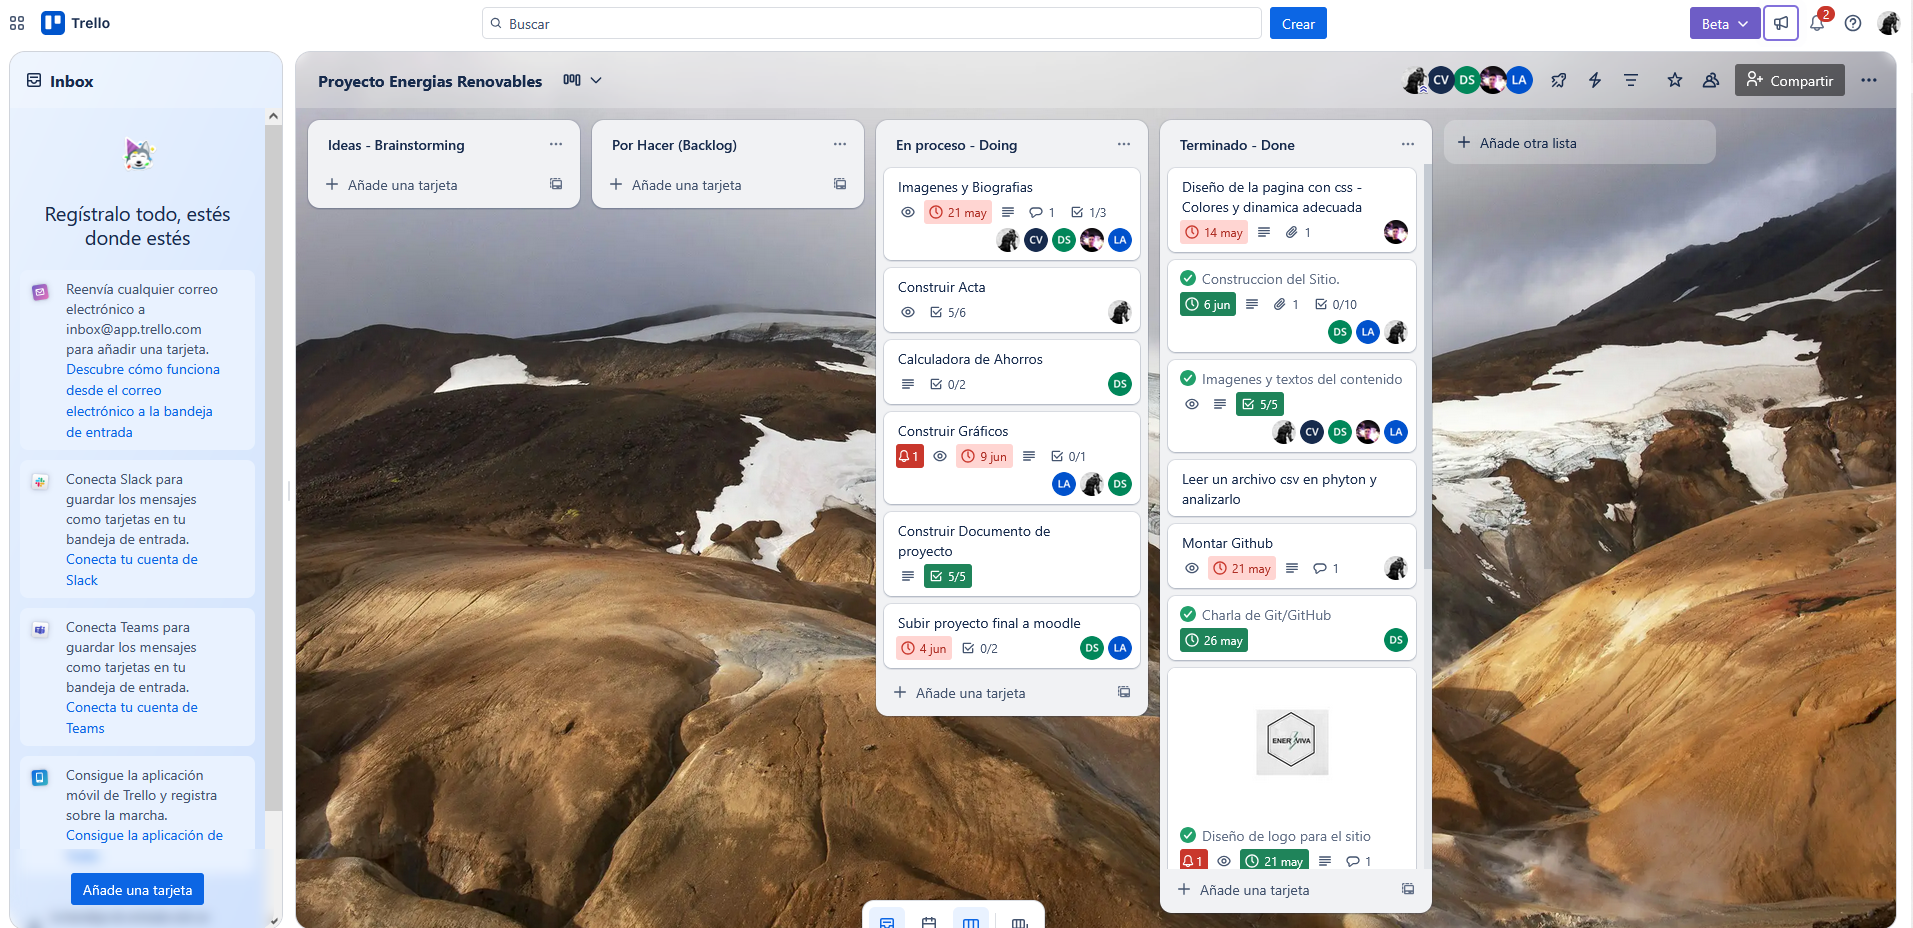 Trello
Buscar
Crear
Beta
2
Inbox
Regístralo todo, estés
donde estés
Reenvía cualquier correo
electrónico a
inbox@app.trello.com
para añadir una tarjeta.
Descubre cómo funciona
desde el correo
electrónico a la bandeja
de entrada
Conecta Slack para
guardar los mensajes
como tarjetas en tu
bandeja de entrada.
Conecta tu cuenta de
Slack
Conecta Teams para
guardar los mensajes
como tarjetas en tu
bandeja de entrada.
Conecta tu cuenta de
Teams
Consigue la aplicación
móvil de Trello y registra
sobre la marcha.
Consigue la aplicación de
Añade una tarjeta
Proyecto Energias Renovables
CV DS LA
Compartir
Ideas - Brainstorming
Añade una tarjeta
Por Hacer (Backlog)
Añade una tarjeta
En proceso - Doing
Imagenes y Biografias
21 may 1 1/3
CV DS LA
Construir Acta
5/6
Calculadora de Ahorros
0/2
DS
Construir Gráficos
1 9 jun 0/1
LA DS
Construir Documento de
proyecto
5/5
Subir proyecto final a moodle
4 jun 0/2
DS LA
Añade una tarjeta
Terminado - Done
Diseño de la pagina con css -
Colores y dinamica adecuada
14 may 1
Construccion del Sitio.
6 jun 1 0/10
DS LA
Imagenes y textos del contenido
5/5
CV DS LA
Leer un archivo csv en phyton y
analizarlo
Montar Github
21 may 1
Charla de Git/GitHub
26 may
DS
ENER VIVA
Diseño de logo para el sitio
1 21 may 1
Añade una tarjeta
Añade otra lista